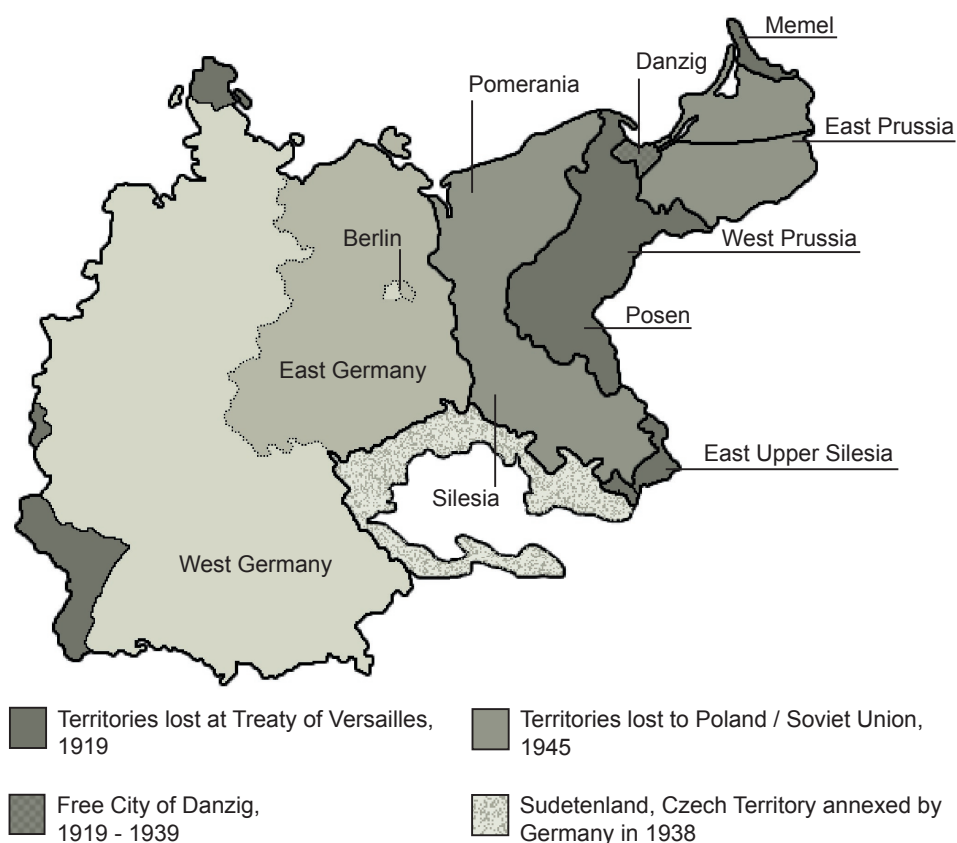 Memel
Danzig
Pomerania
East Prussia
Berlin
West Prussia
Posen
East Germany
East Upper Silesia
Silesia
West Germany
Territories lost at Treaty of Versailles,
1919
Territories lost to Poland / Soviet Union,
1945
Free City of Danzig,
1919 - 1939
Sudetenland, Czech Territory annexed by
Germany in 1938